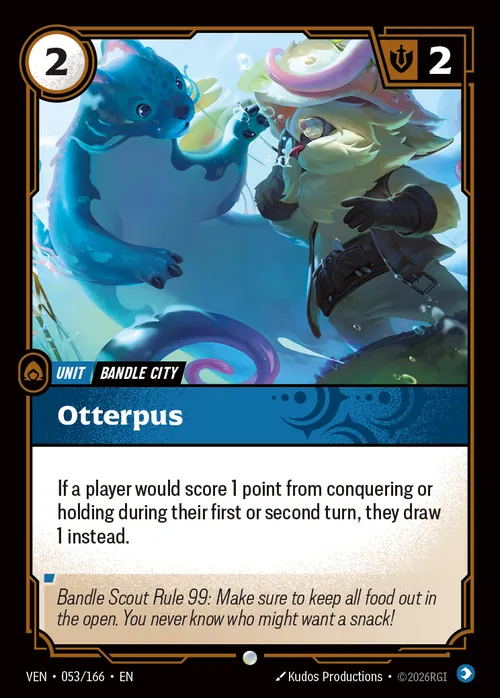 2
2
UNIT
BANDLE CITY
Otterpus
If a player would score 1 point from conquering or
holding during their first or second turn, they draw
1 instead.
Bandle Scout Rule 99: Make sure to keep all food out in
the open. You never know who might want a snack!
VEN • 053/166 • EN
Kudos Productions • ©2026RGI